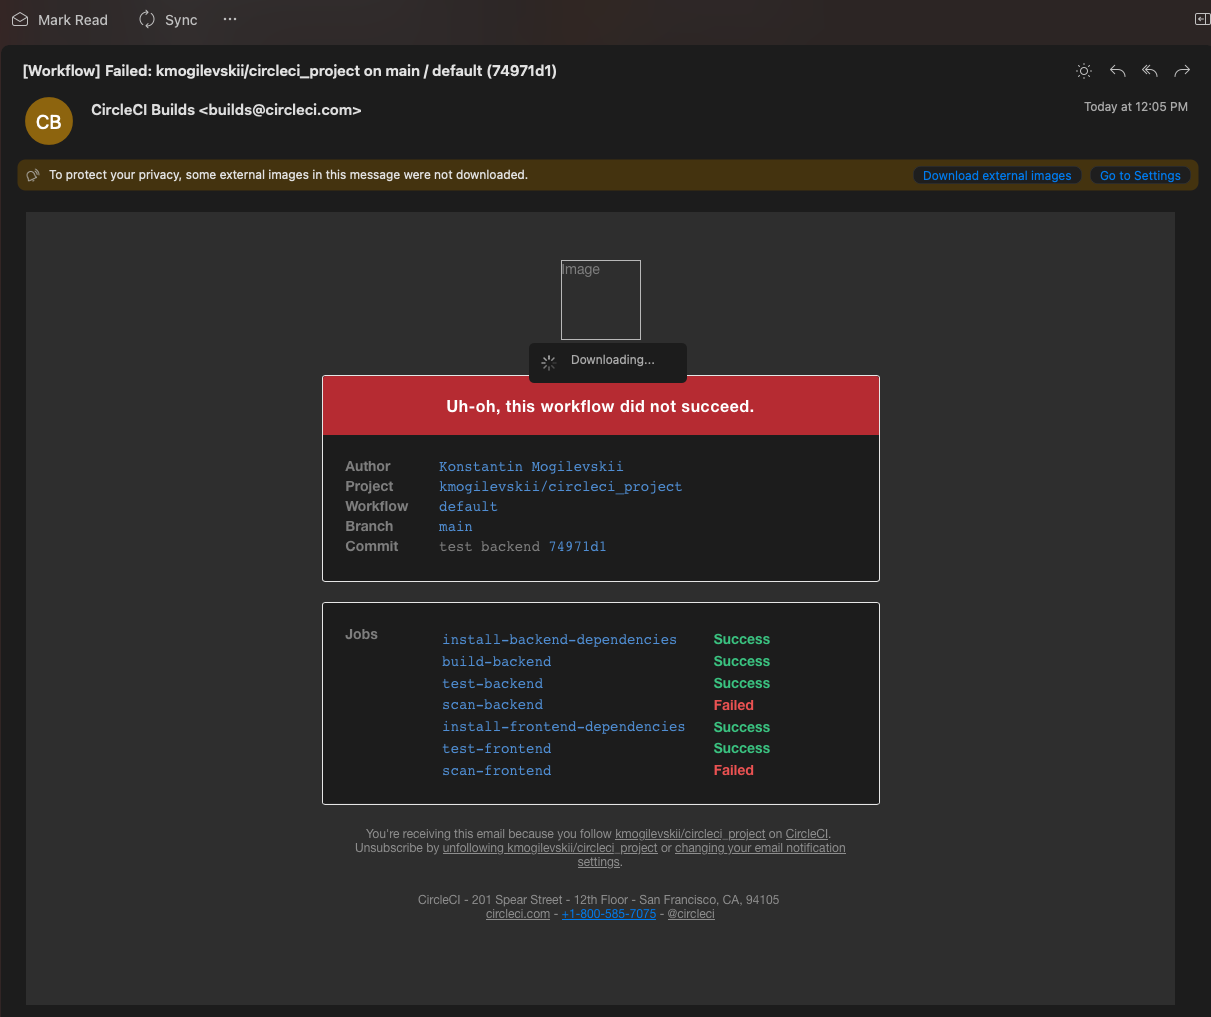 Mark Read Sync ···
[Workflow] Failed: kmogilevskii/circleci_project on main / default (74971d1)
CB
CircleCI Builds <builds@circleci.com>
Today at 12:05 PM
To protect your privacy, some external images in this message were not downloaded. Download external images Go to Settings
Image
Downloading...
Uh-oh, this workflow did not succeed.
Author Konstantin Mogilevskii
Project kmogilevskii/circleci_project
Workflow default
Branch main
Commit test backend 74971d1
Jobs
install-backend-dependencies Success
build-backend Success
test-backend Success
scan-backend Failed
install-frontend-dependencies Success
test-frontend Success
scan-frontend Failed
You're receiving this email because you follow kmogilevskii/circleci_project on CircleCI.
Unsubscribe by unfollowing kmogilevskii/circleci_project or changing your email notification
settings.
CircleCI - 201 Spear Street - 12th Floor - San Francisco, CA, 94105
circleci.com - +1-800-585-7075 - @circleci